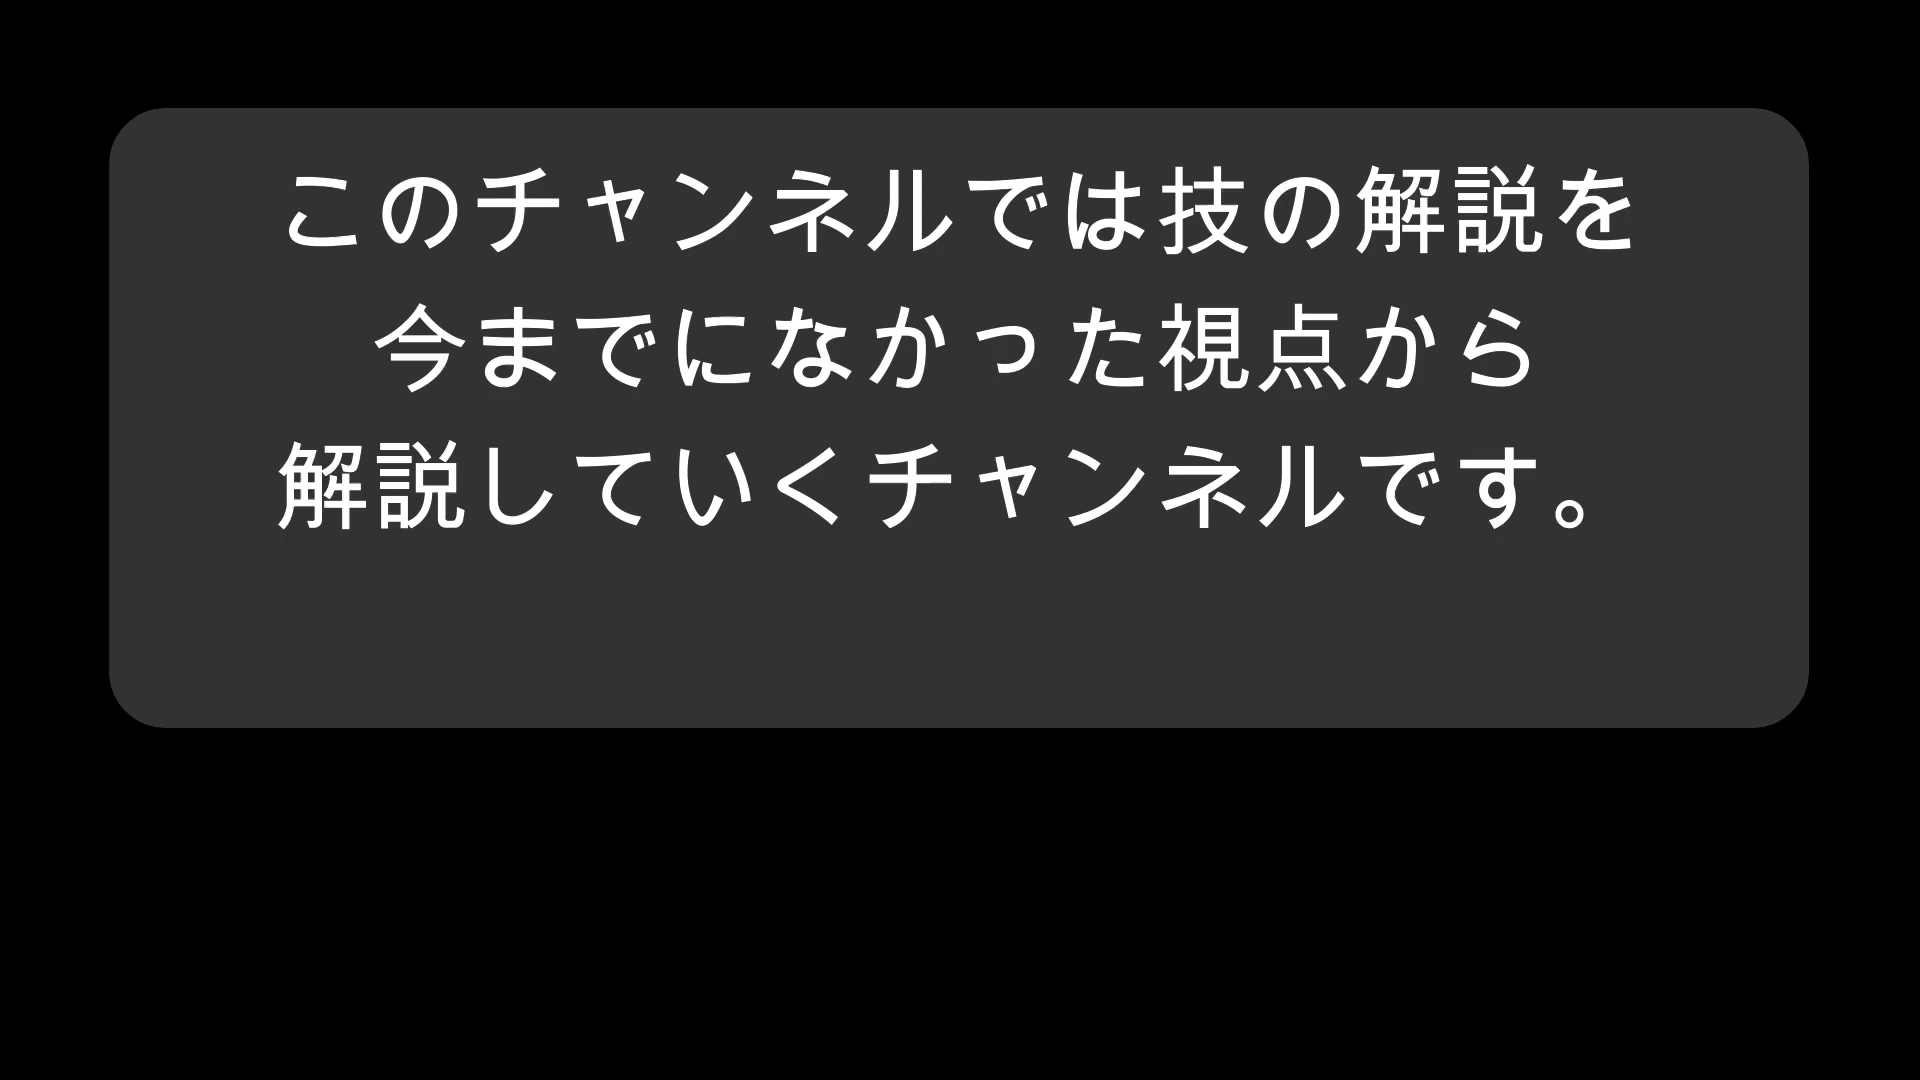 このチャンネルでは技の解説を
今までになかった視点から
解説していくチャンネルです。